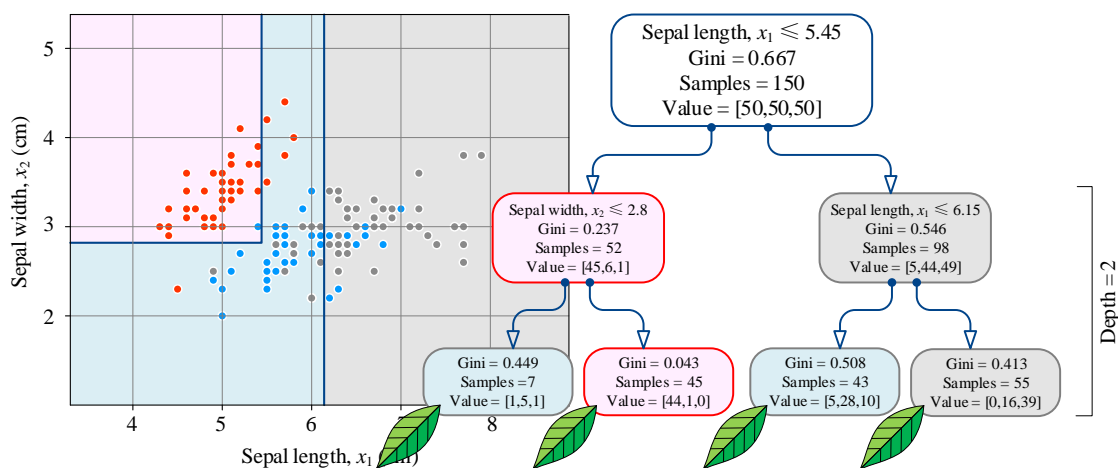 5
4
3
2
Sepal width, x₂ (cm)
4
5
6
8
Sepal length, x₁
Sepal length, x₁ ≤ 5.45
Gini = 0.667
Samples = 150
Value = [50,50,50]
Sepal width, x₂ ≤ 2.8
Gini = 0.237
Samples = 52
Value = [45,6,1]
Sepal length, x₁ ≤ 6.15
Gini = 0.546
Samples = 98
Value = [5,44,49]
Gini = 0.449
Samples =7
Value = [1,5,1]
Gini = 0.043
Samples = 45
Value = [44,1,0]
Gini = 0.508
Samples = 43
Value = [5,28,10]
Gini = 0.413
Samples = 55
Value = [0,16,39]
Depth = 2